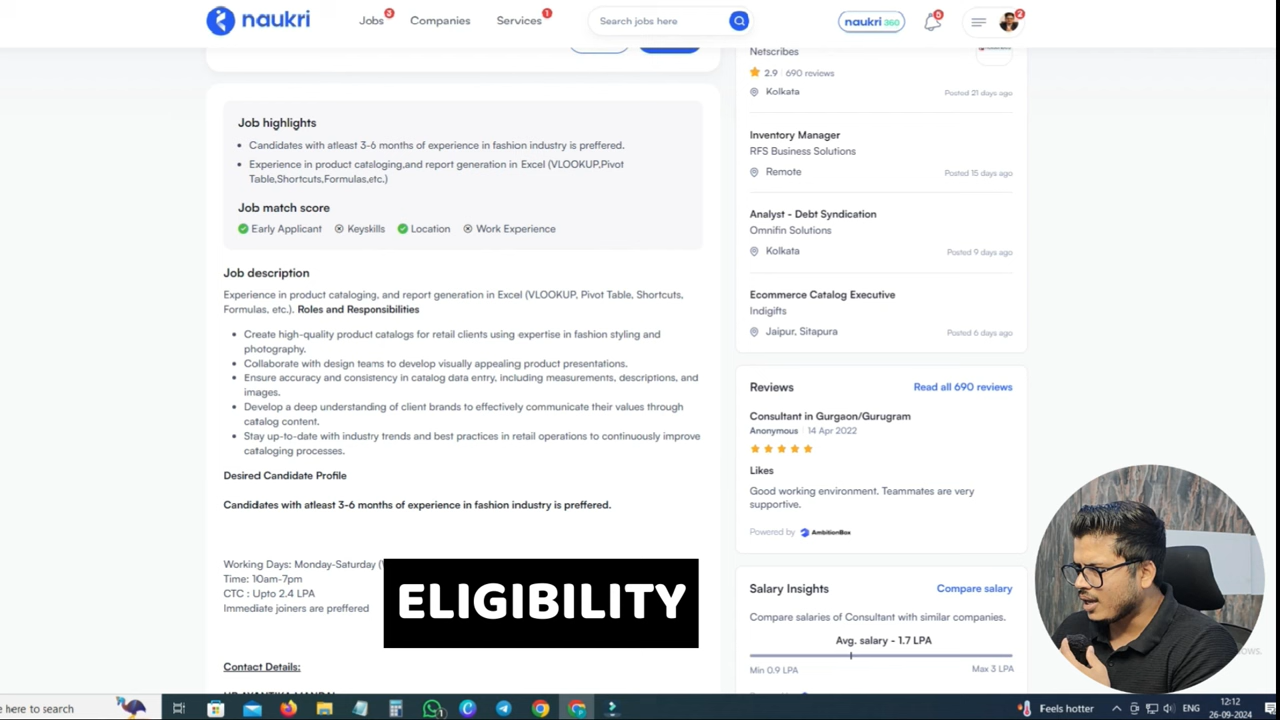 naukri
Jobs 3
Companies
Services 1
Search jobs here
naukri 360
2
Netscribes
2.9 690 reviews
Kolkata
Posted 21 days ago
Inventory Manager
RFS Business Solutions
Remote
Posted 15 days ago
Analyst - Debt Syndication
Omnifin Solutions
Kolkata
Posted 9 days ago
Ecommerce Catalog Executive
Indigifts
Jaipur, Sitapura
Posted 6 days ago
Job highlights
Candidates with atleast 3-6 months of experience in fashion industry is preffered.
Experience in product cataloging,and report generation in Excel (VLOOKUP,Pivot
Table,Shortcuts,Formulas,etc.)
Job match score
Early Applicant Keyskills Location Work Experience
Job description
Experience in product cataloging, and report generation in Excel (VLOOKUP, Pivot Table, Shortcuts,
Formulas, etc.). Roles and Responsibilities
Create high-quality product catalogs for retail clients using expertise in fashion styling and
photography.
Collaborate with design teams to develop visually appealing product presentations.
Ensure accuracy and consistency in catalog data entry, including measurements, descriptions, and
images.
Develop a deep understanding of client brands to effectively communicate their values through
catalog content.
Stay up-to-date with industry trends and best practices in retail operations to continuously improve
cataloging processes.
Desired Candidate Profile
Candidates with atleast 3-6 months of experience in fashion industry is preffered.
Working Days: Monday-Saturday
Time: 10am-7pm
CTC : Upto 2.4 LPA
Immediate joiners are preffered
ELIGIBILITY
Contact Details:
Reviews
Read all 690 reviews
Consultant in Gurgaon/Gurugram
Anonymous 14 Apr 2022
Likes
Good working environment. Teammates are very
supportive.
Powered by AmbitionBox
Salary Insights
Compare salary
Compare salaries of Consultant with similar companies.
Avg. salary - 1.7 LPA
Min 0.9 LPA
Max 3 LPA
here to search
Feels hotter
ENG
12:12
26-09-2024